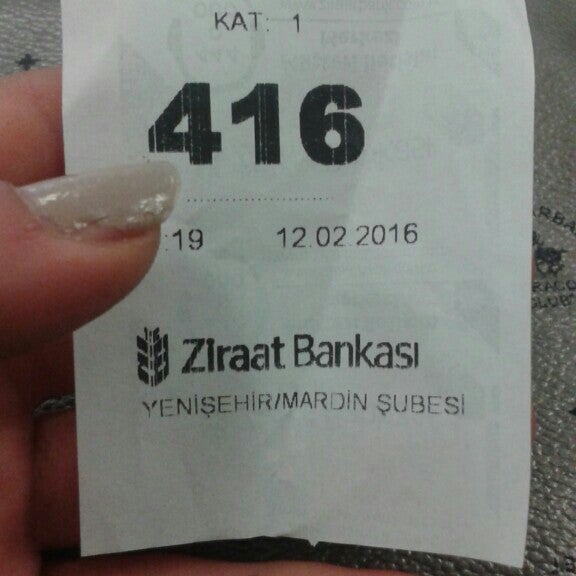 KAT: 1
416
:19 12.02.2016
Ziraat Bankası
YENİŞEHİR/MARDİN ŞUBESİ